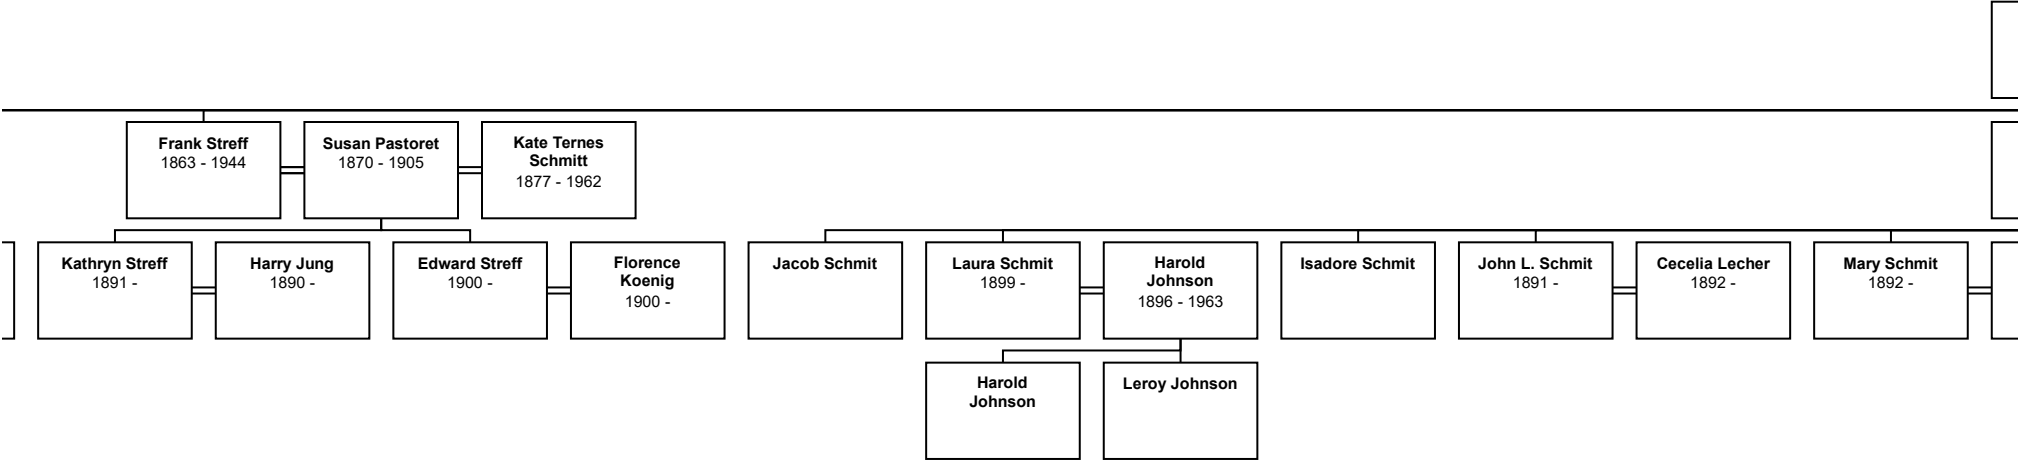 Frank Streff
1863 - 1944
Susan Pastoret
1870 - 1905
Kate Ternes
Schmitt
1877 - 1962
Kathryn Streff
1891 -
Harry Jung
1890 -
Edward Streff
1900 -
Florence
Koenig
1900 -
Jacob Schmit
Laura Schmit
1899 -
Harold
Johnson
1896 - 1963
Isadore Schmit
John L. Schmit
1891 -
Cecelia Lecher
1892 -
Mary Schmit
1892 -
Harold
Johnson
Leroy Johnson